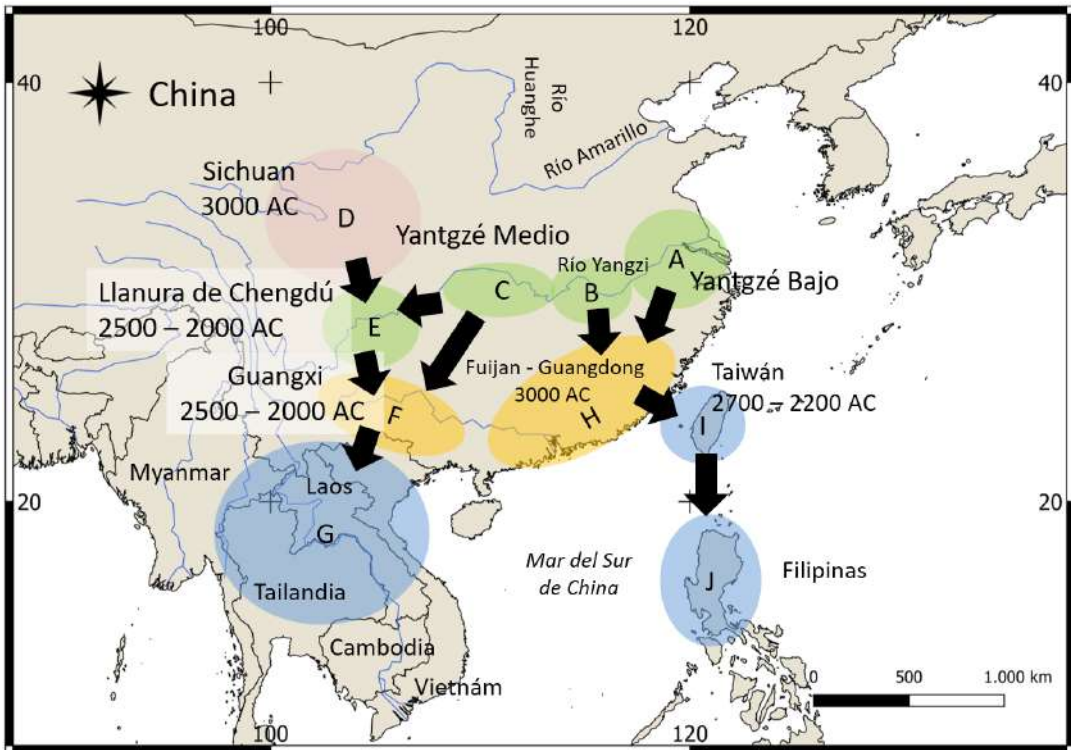 100
120
40
40
China
Río
Huanghe
Río Amarillo
Sichuan
3000 AC
D
Yantgzé Medio
A
Río Yangzi
Yantgzé Bajo
Llanura de Chengdú
2500 – 2000 AC
C
B
E
Guangxi
2500 – 2000 AC
Fuijan - Guangdong
3000 AC
Taiwán
2700 – 2200 AC
F
H
I
Myanmar
Laos
20
20
G
Mar del Sur
de China
Filipinas
J
Tailandia
Cambodia
Vietnám
0
500
1.000 km
100
120